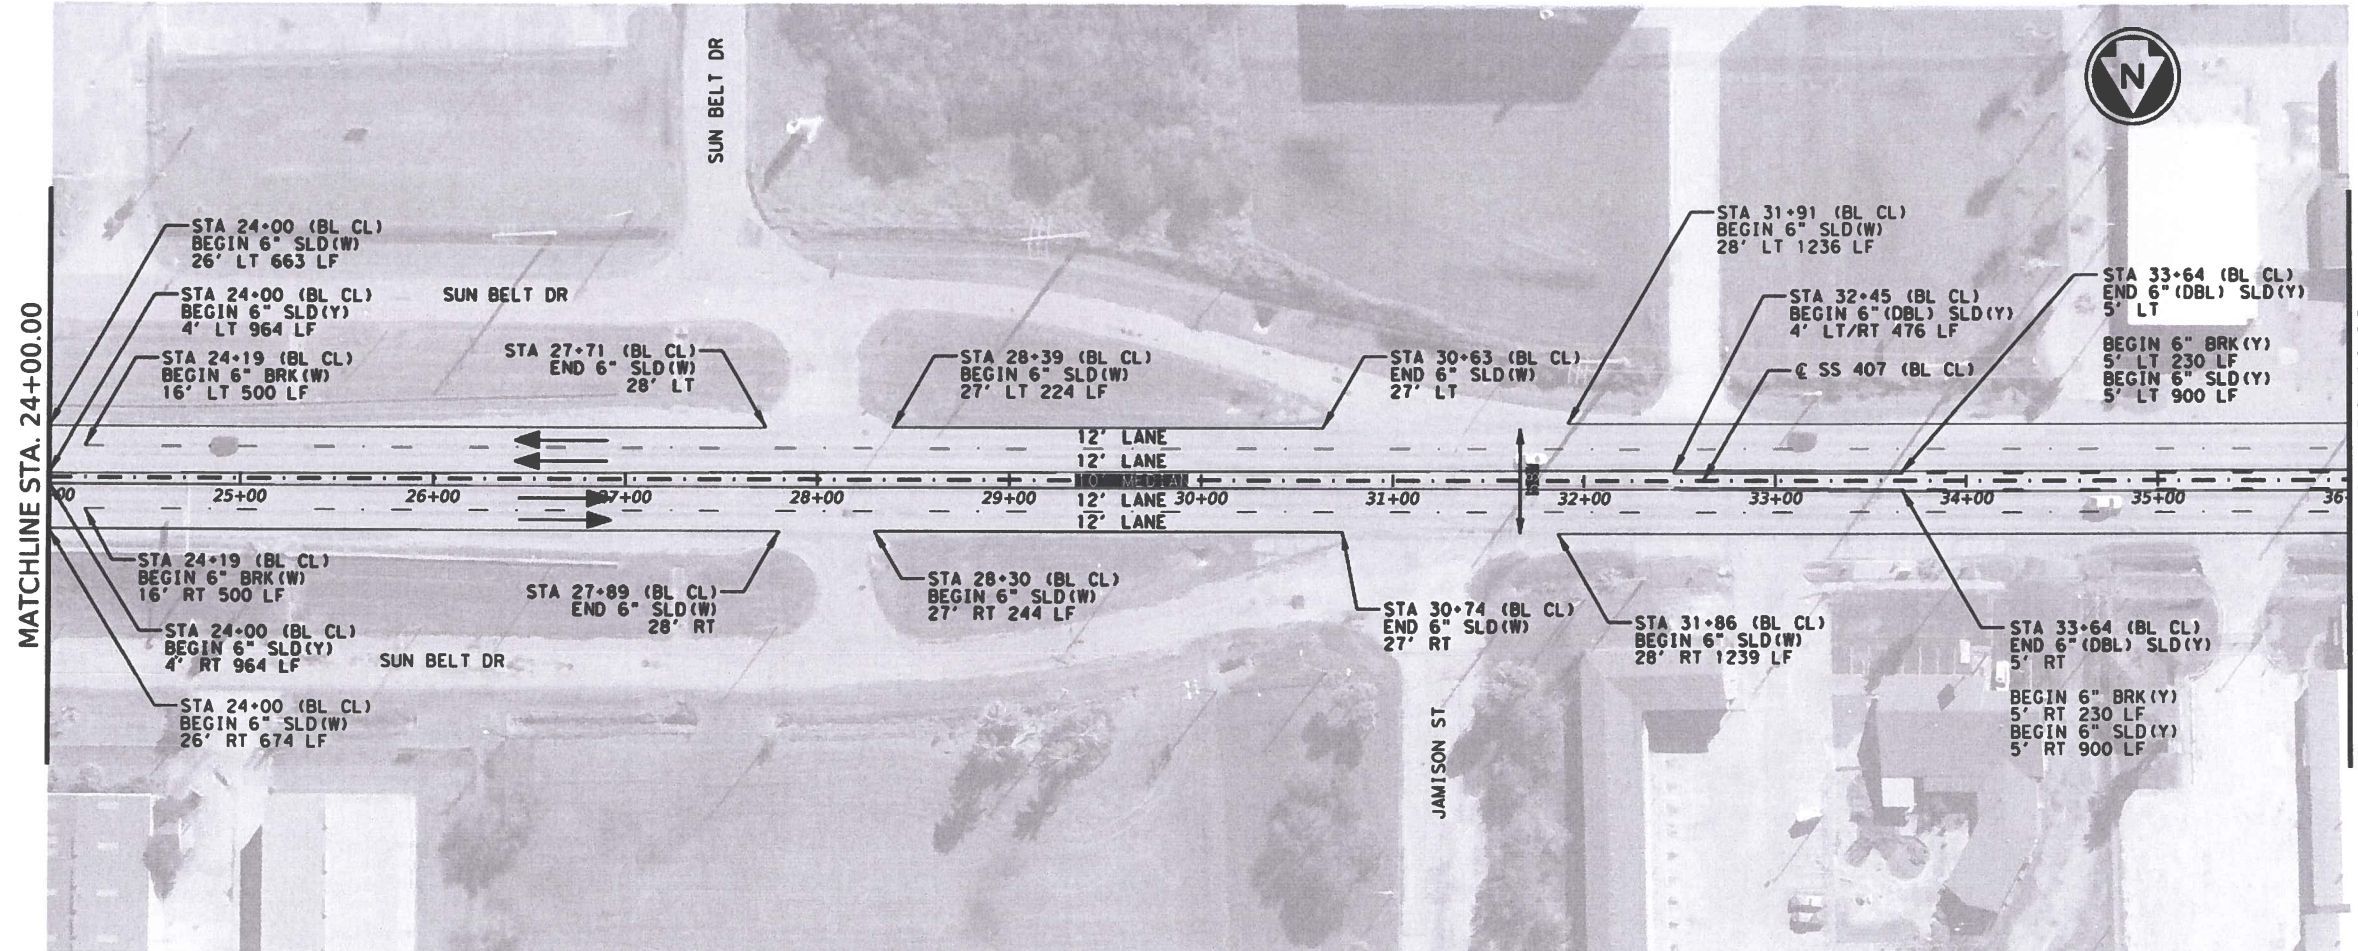 MATCHLINE STA. 24+00.00
SUN BELT DR
N
STA 24+00 (BL CL)
BEGIN 6" SLD(W)
26' LT 663 LF
STA 24+00 (BL CL)
BEGIN 6" SLD(Y)
4' LT 964 LF
STA 24+19 (BL CL)
BEGIN 6" BRK(W)
16' LT 500 LF
SUN BELT DR
STA 27+71 (BL CL)
END 6" SLD(W)
28' LT
STA 28+39 (BL CL)
BEGIN 6" SLD(W)
27' LT 224 LF
STA 30+63 (BL CL)
END 6" SLD(W)
27' LT
STA 31+91 (BL CL)
BEGIN 6" SLD(W)
28' LT 1236 LF
STA 32+45 (BL CL)
BEGIN 6"(DBL) SLD(Y)
4' LT/RT 476 LF
℄ SS 407 (BL CL)
STA 33+64 (BL CL)
END 6"(DBL) SLD(Y)
5' LT
BEGIN 6" BRK(Y)
5' LT 230 LF
BEGIN 6" SLD(Y)
5' LT 900 LF
12' LANE
12' LANE
10' MEDIAN
12' LANE
12' LANE
25+00 26+00 27+00 28+00 29+00 30+00 31+00 32+00 33+00 34+00 35+00
STA 24+19 (BL CL)
BEGIN 6" BRK(W)
16' RT 500 LF
STA 24+00 (BL CL)
BEGIN 6" SLD(Y)
4' RT 964 LF
SUN BELT DR
STA 24+00 (BL CL)
BEGIN 6" SLD(W)
26' RT 674 LF
STA 27+89 (BL CL)
END 6" SLD(W)
28' RT
STA 28+30 (BL CL)
BEGIN 6" SLD(W)
27' RT 244 LF
STA 30+74 (BL CL)
END 6" SLD(W)
27' RT
JAMISON ST
STA 31+86 (BL CL)
BEGIN 6" SLD(W)
28' RT 1239 LF
STA 33+64 (BL CL)
END 6"(DBL) SLD(Y)
5' RT
BEGIN 6" BRK(Y)
5' RT 230 LF
BEGIN 6" SLD(Y)
5' RT 900 LF